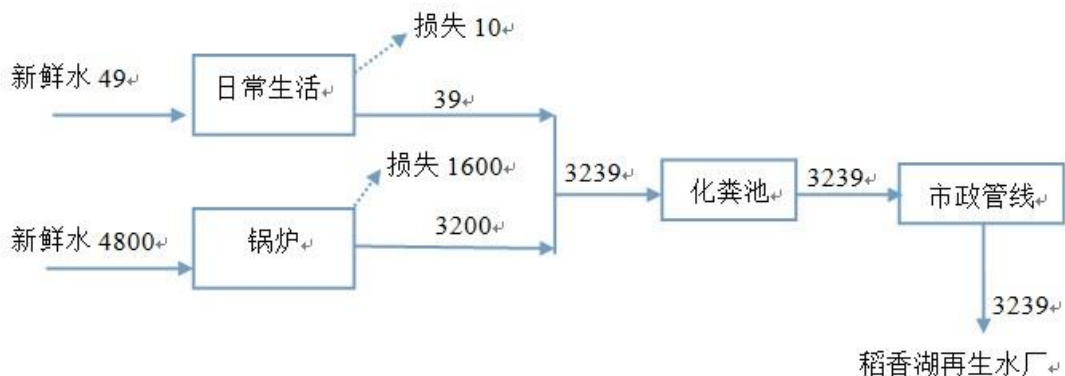 损失 10
新鲜水 49
日常生活
39
损失 1600
3239
化粪池
3239
市政管线
新鲜水 4800
锅炉
3200
3239
稻香湖再生水厂